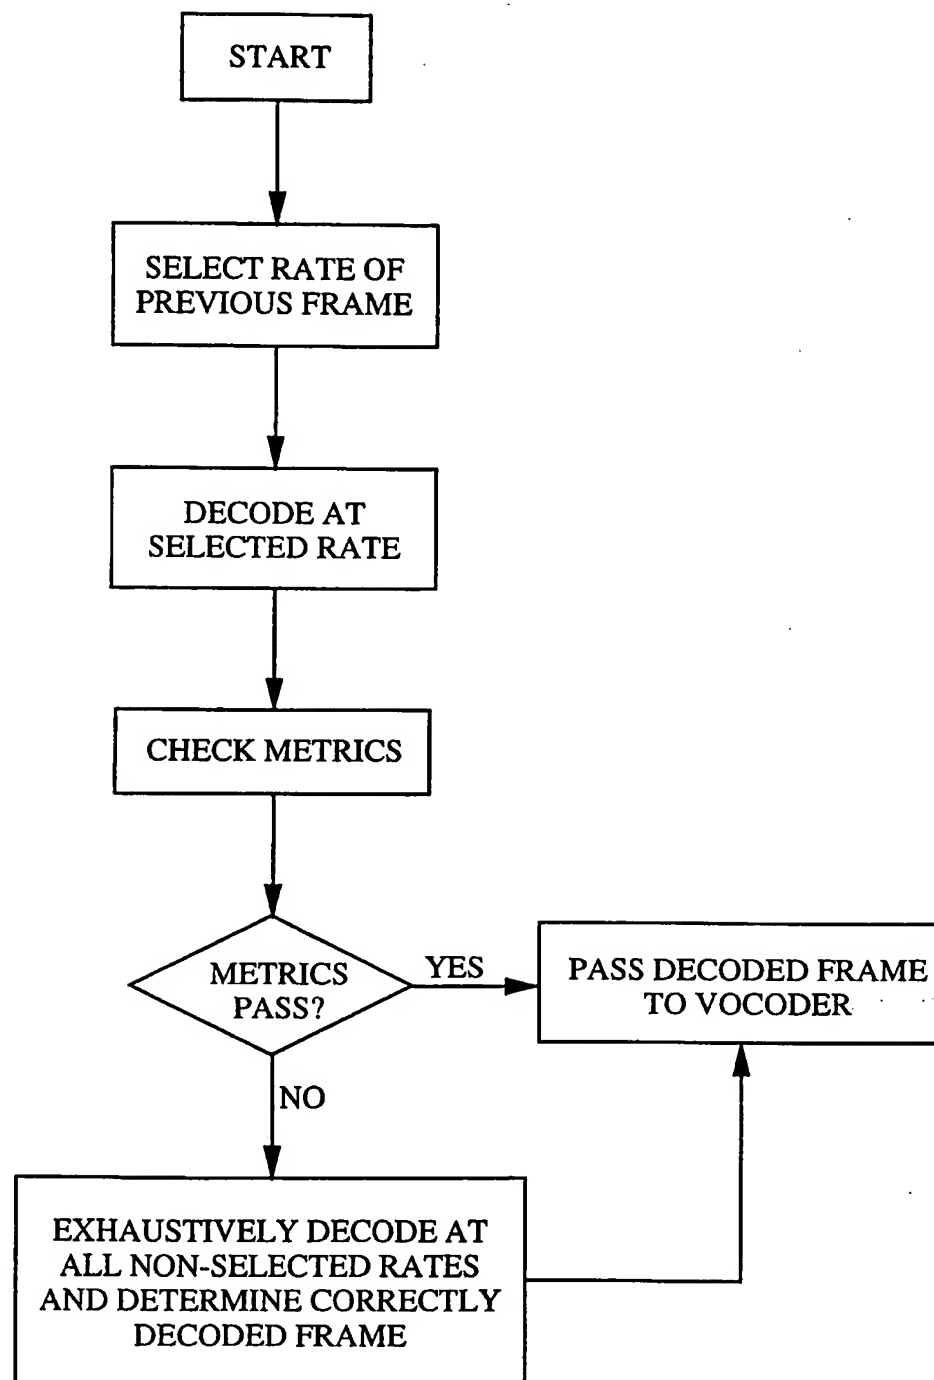 START
SELECT RATE OF
PREVIOUS FRAME
DECODE AT
SELECTED RATE
CHECK METRICS
METRICS
PASS?
YES
PASS DECODED FRAME
TO VOCODER
NO
EXHAUSTIVELY DECODE AT
ALL NON-SELECTED RATES
AND DETERMINE CORRECTLY
DECODED FRAME